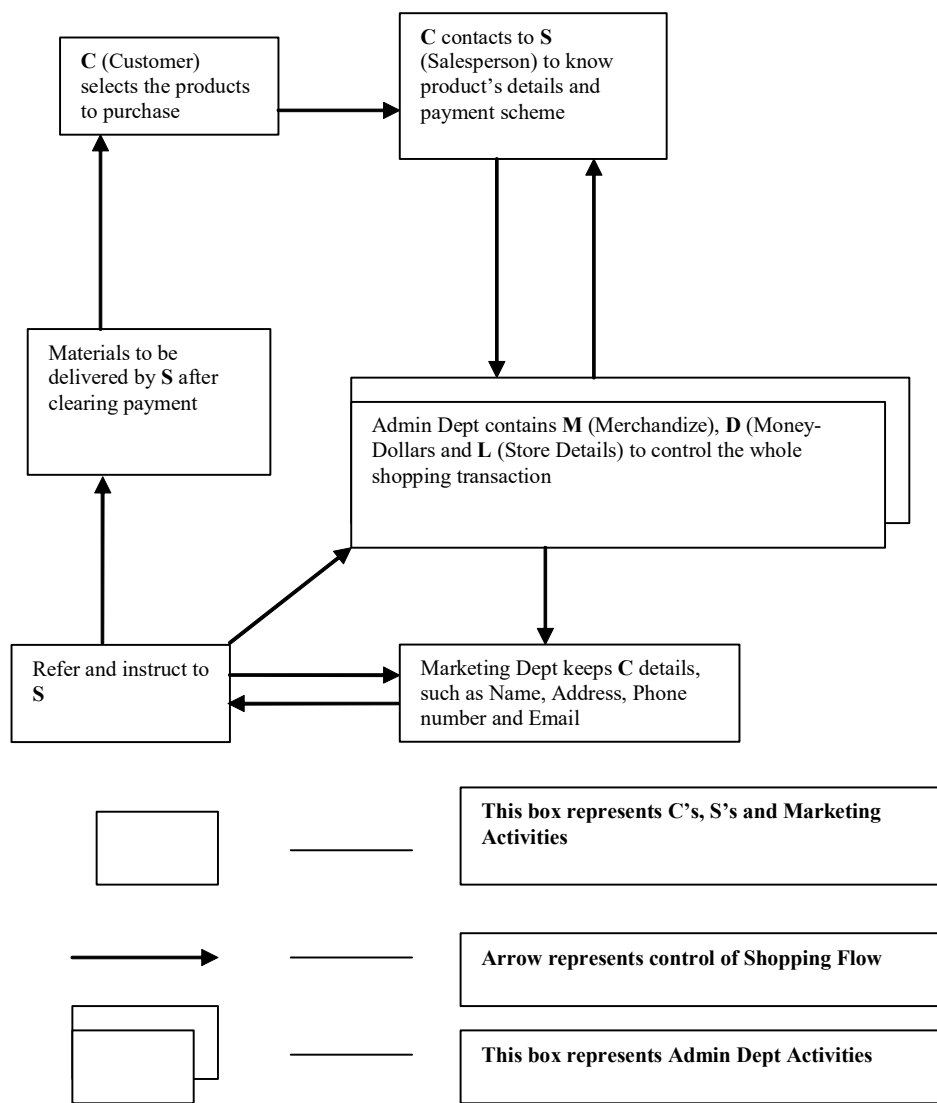 C (Customer)
selects the products
to purchase
C contacts to S
(Salesperson) to know
product’s details and
payment scheme
Materials to be
delivered by S after
clearing payment
Admin Dept contains M (Merchandize), D (Money-
Dollars and L (Store Details) to control the whole
shopping transaction
Refer and instruct to
S
Marketing Dept keeps C details,
such as Name, Address, Phone
number and Email
This box represents C’s, S’s and Marketing
Activities
Arrow represents control of Shopping Flow
This box represents Admin Dept Activities